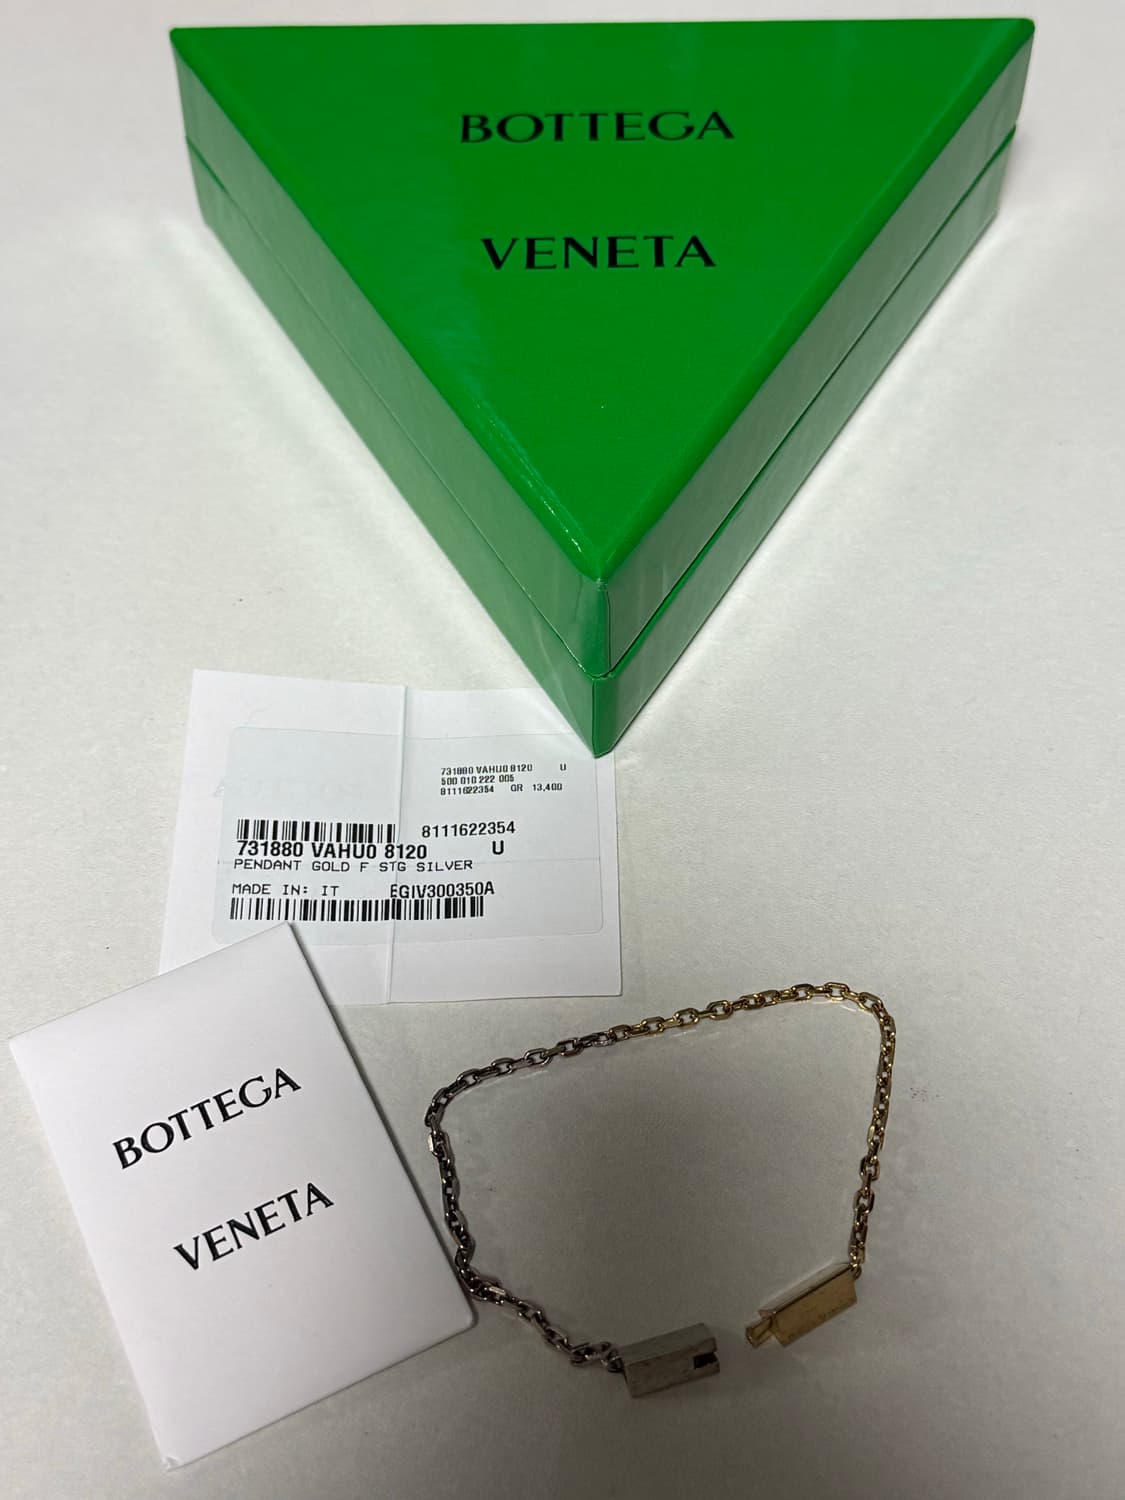 BOTTEGA
VENETA
731880 VAHU0 8120 U
500 010 222 005
8111622354 GR 13,400
8111622354
731880 VAHU0 8120 U
PENDANT GOLD F STG SILVER
MADE IN: IT EGIV300350A
BOTTEGA
VENETA